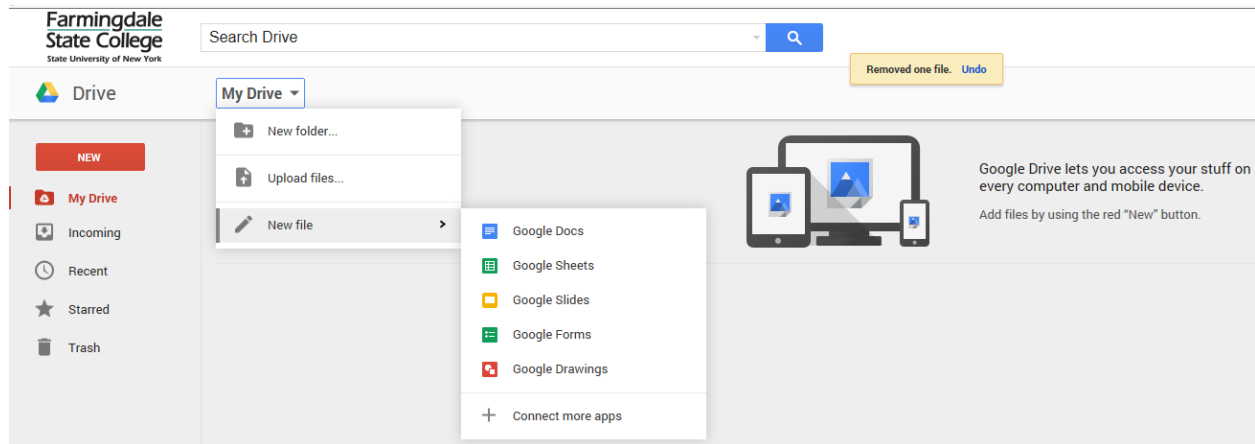 Farmingdale
State College
State University of New York
Search Drive
Removed one file. Undo
Drive
My Drive
New folder...
Upload files...
New file
Google Docs
Google Sheets
Google Slides
Google Forms
Google Drawings
Connect more apps
NEW
My Drive
Incoming
Recent
Starred
Trash
Google Drive lets you access your stuff on
every computer and mobile device.
Add files by using the red “New” button.